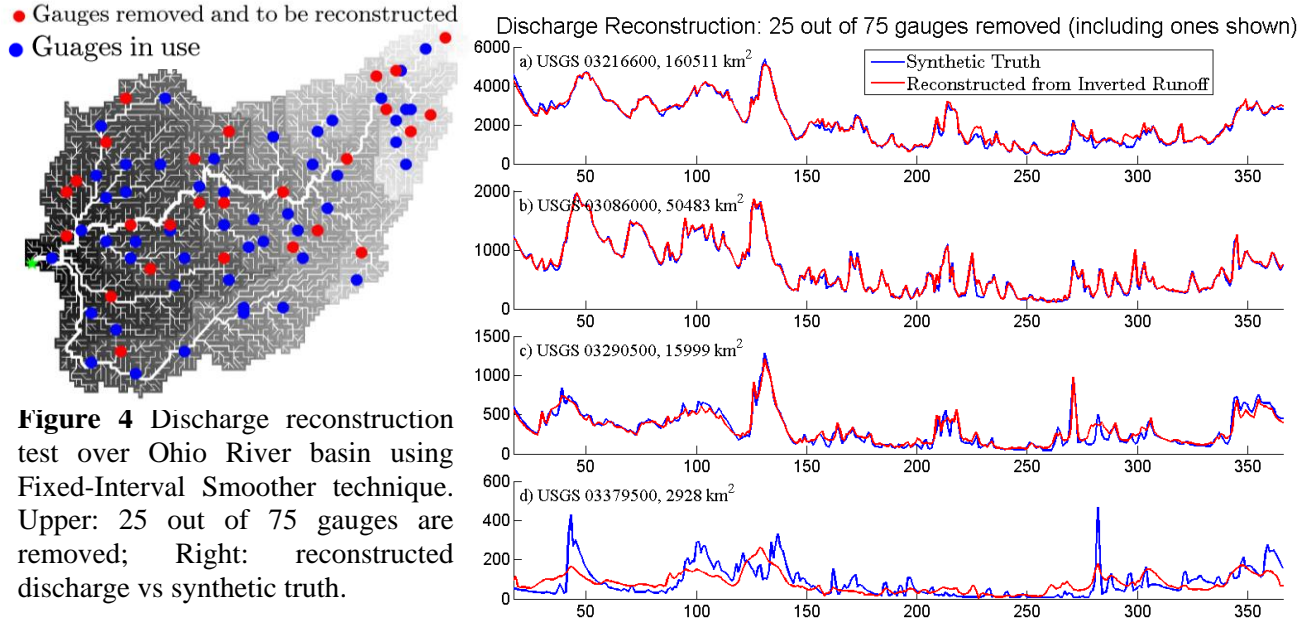 Gauges removed and to be reconstructed
Guages in use
Figure 4 Discharge reconstruction
test over Ohio River basin using
Fixed-Interval Smoother technique.
Upper: 25 out of 75 gauges are
removed; Right: reconstructed
discharge vs synthetic truth.
Discharge Reconstruction: 25 out of 75 gauges removed (including ones shown)
Synthetic Truth
Reconstructed from Inverted Runoff
a) USGS 03216600, 160511 km²
6000
4000
2000
0
50 100 150 200 250 300 350
b) USGS 03086000, 50483 km²
2000
1000
0
50 100 150 200 250 300 350
c) USGS 03290500, 15999 km²
1500
1000
500
0
50 100 150 200 250 300 350
d) USGS 03379500, 2928 km²
600
400
200
0
50 100 150 200 250 300 350